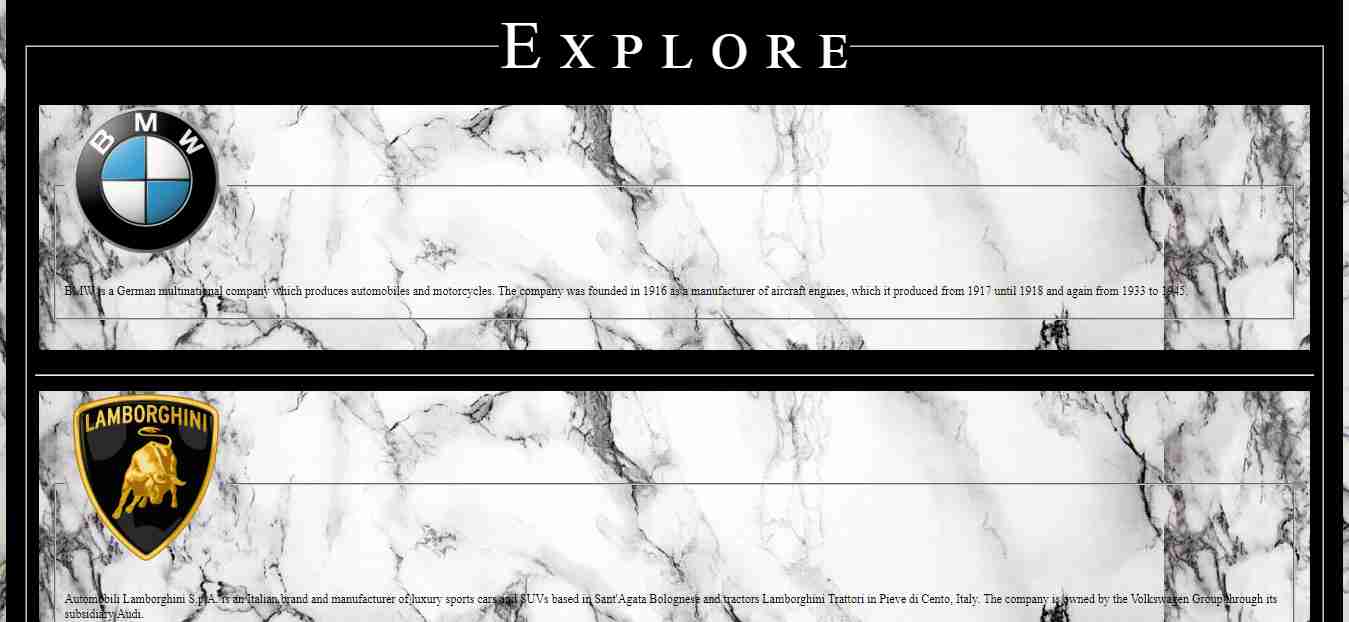 EXPLORE
BMW
BMW is a German multinational company which produces automobiles and motorcycles. The company was founded in 1916 as a manufacturer of aircraft engines, which it produced from 1917 until 1918 and again from 1933 to 1945.
LAMBORGHINI
Automobili Lamborghini S.p.A. is an Italian brand and manufacturer of luxury sports cars and SUVs based in Sant'Agata Bolognese and tractors Lamborghini Trattori in Pieve di Cento, Italy. The company is owned by the Volkswagen Group through its
subsidiary Audi.